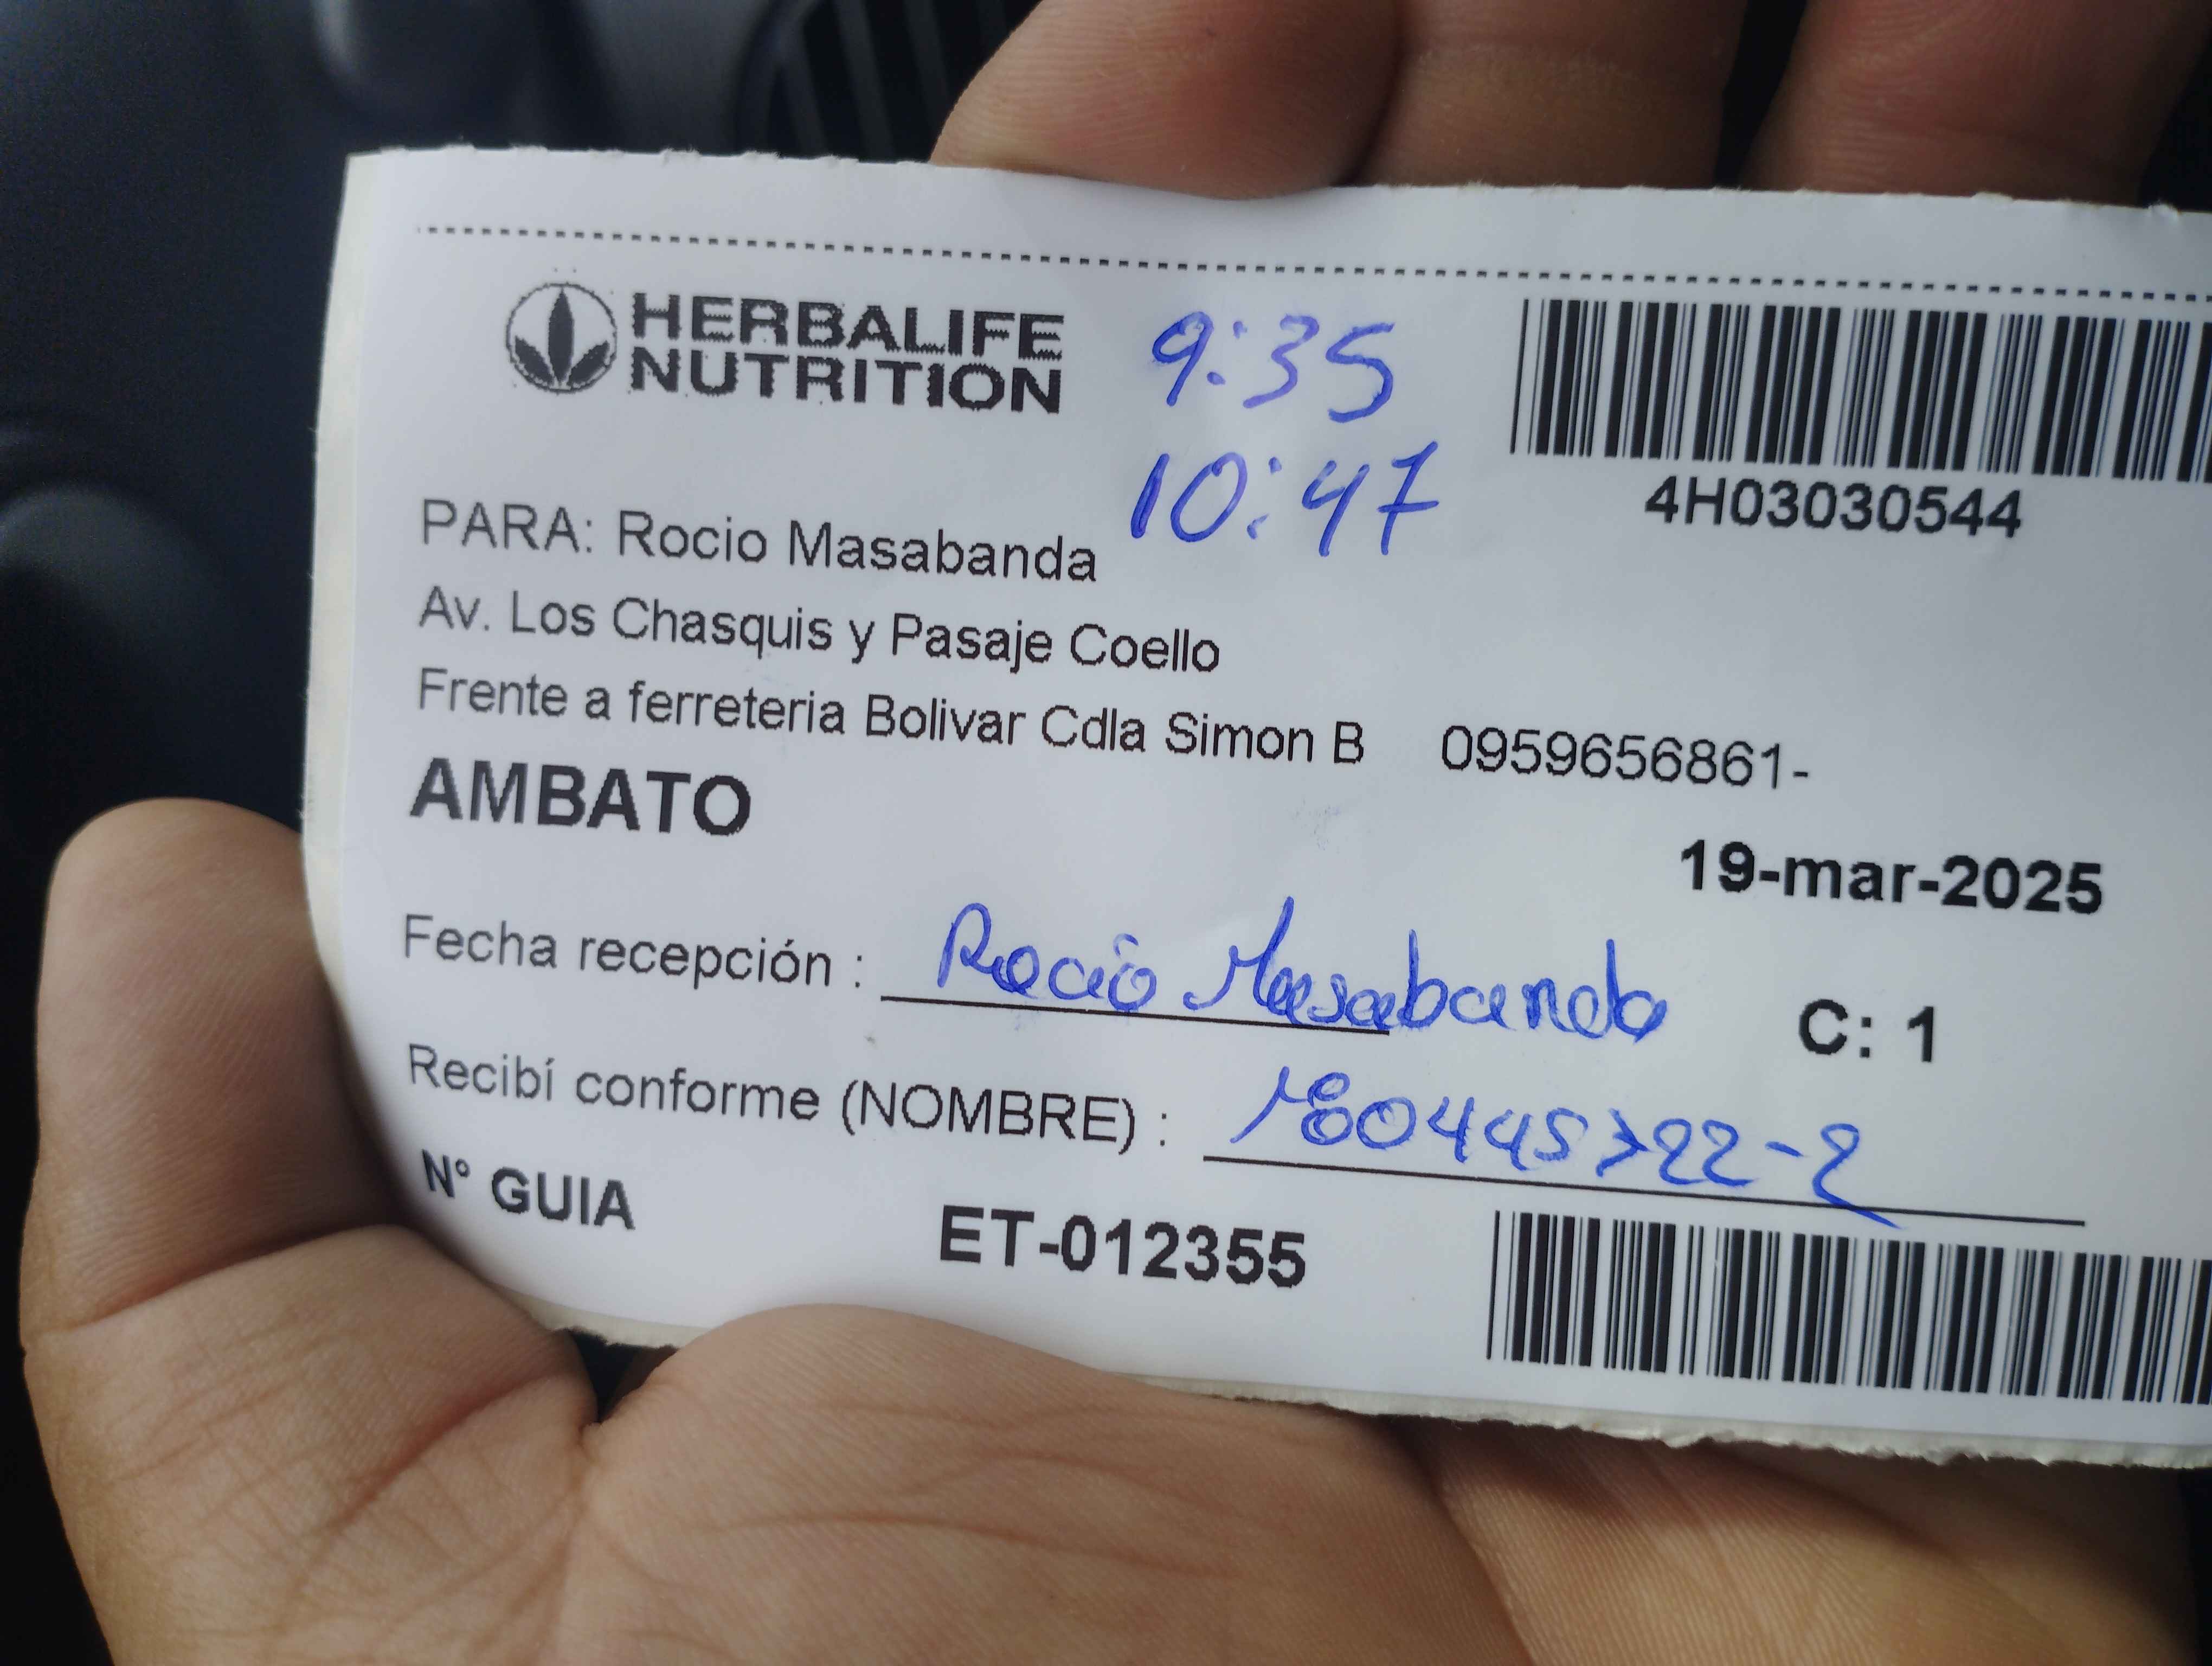 HERBALIFE
NUTRITION
9:35
10:47
4H03030544
PARA: Rocio Masabanda
Av. Los Chasquis y Pasaje Coello
Frente a ferreteria Bolivar Cdla Simon B 0959656861-
AMBATO
19-mar-2025
Fecha recepción : Rocio Masabanda
C: 1
Recibí conforme (NOMBRE) : 180445722-2
N° GUIA ET-012355